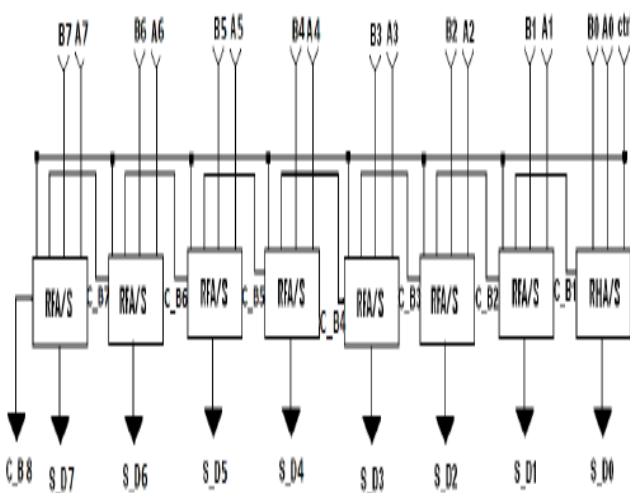 B7 A7 B6 A6 B5 A5 B4 A4 B3 A3 B2 A2 B1 A1 B0 A0 ctrl
RFA/S C_B7 RFA/S C_B6 RFA/S C_B5 RFA/S C_B4 RFA/S C_B3 RFA/S C_B2 RFA/S C_B1 RHA/S
C_B8 S_D7 S_D6 S_D5 S_D4 S_D3 S_D2 S_D1 S_D0